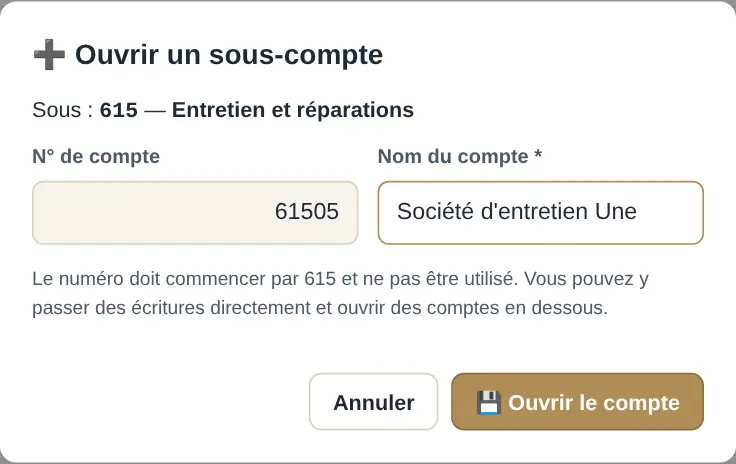 ➕ Ouvrir un sous-compte
Sous : 615 — Entretien et réparations
N° de compte
Nom du compte *
61505
Société d'entretien Une
Le numéro doit commencer par 615 et ne pas être utilisé. Vous pouvez y
passer des écritures directement et ouvrir des comptes en dessous.
Annuler
💾 Ouvrir le compte